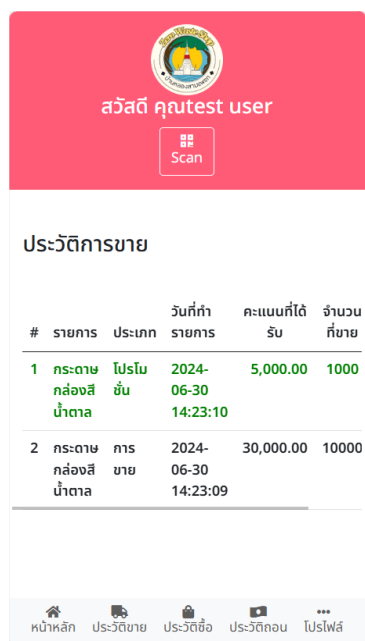 Zero Waste Shop
สวัสดี คุณtest user
Scan
ประวัติการขาย
# รายการ ประเภท วันที่ทำรายการ คะแนนที่ได้รับ จำนวนที่ขาย
1 กระดาษกล่องสีน้ำตาล โปรโมชั่น 2024-06-30 14:23:10 5,000.00 1000
2 กระดาษกล่องสีน้ำตาล การขาย 2024-06-30 14:23:09 30,000.00 10000
หน้าหลัก ประวัติขาย ประวัติซื้อ ประวัติถอน โปรไฟล์